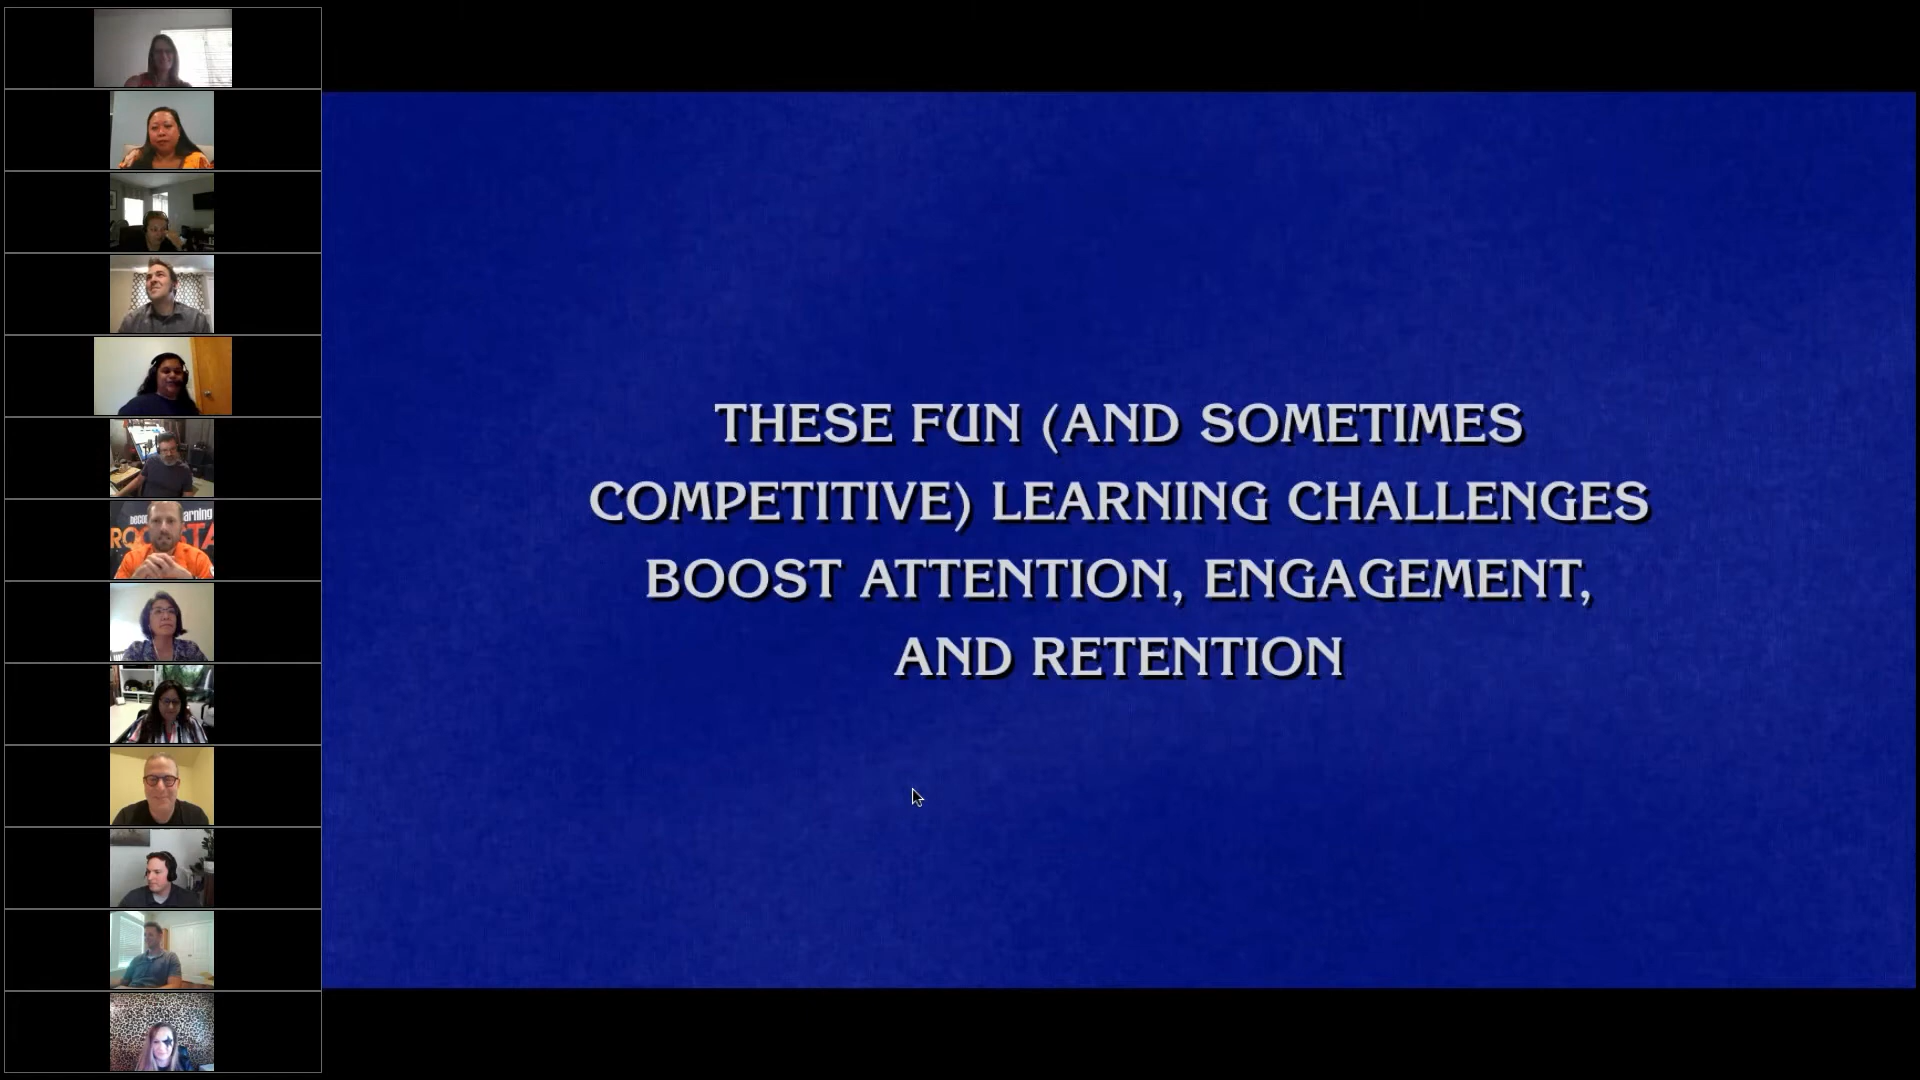 THESE FUN (AND SOMETIMES
COMPETITIVE) LEARNING CHALLENGES
BOOST ATTENTION, ENGAGEMENT,
AND RETENTION